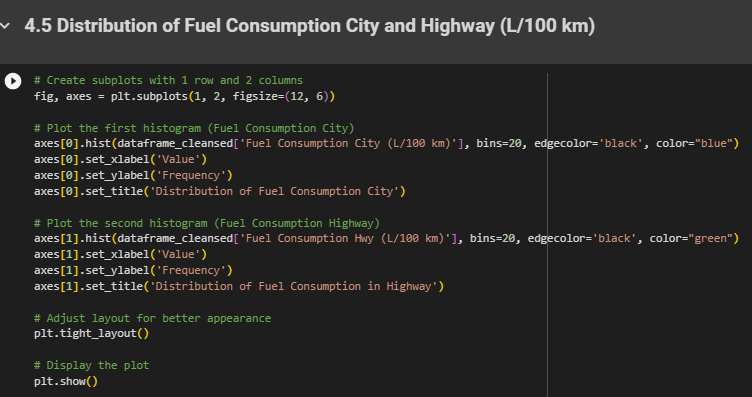 4.5 Distribution of Fuel Consumption City and Highway (L/100 km)
# Create subplots with 1 row and 2 columns
fig, axes = plt.subplots(1, 2, figsize=(12, 6))
# Plot the first histogram (Fuel Consumption City)
axes[0].hist(dataframe_cleansed['Fuel Consumption City (L/100 km)'], bins=20, edgecolor='black', color="blue")
axes[0].set_xlabel('Value')
axes[0].set_ylabel('Frequency')
axes[0].set_title('Distribution of Fuel Consumption City')
# Plot the second histogram (Fuel Consumption Highway)
axes[1].hist(dataframe_cleansed['Fuel Consumption Hwy (L/100 km)'], bins=20, edgecolor='black', color="green")
axes[1].set_xlabel('Value')
axes[1].set_ylabel('Frequency')
axes[1].set_title('Distribution of Fuel Consumption in Highway')
# Adjust layout for better appearance
plt.tight_layout()
# Display the plot
plt.show()